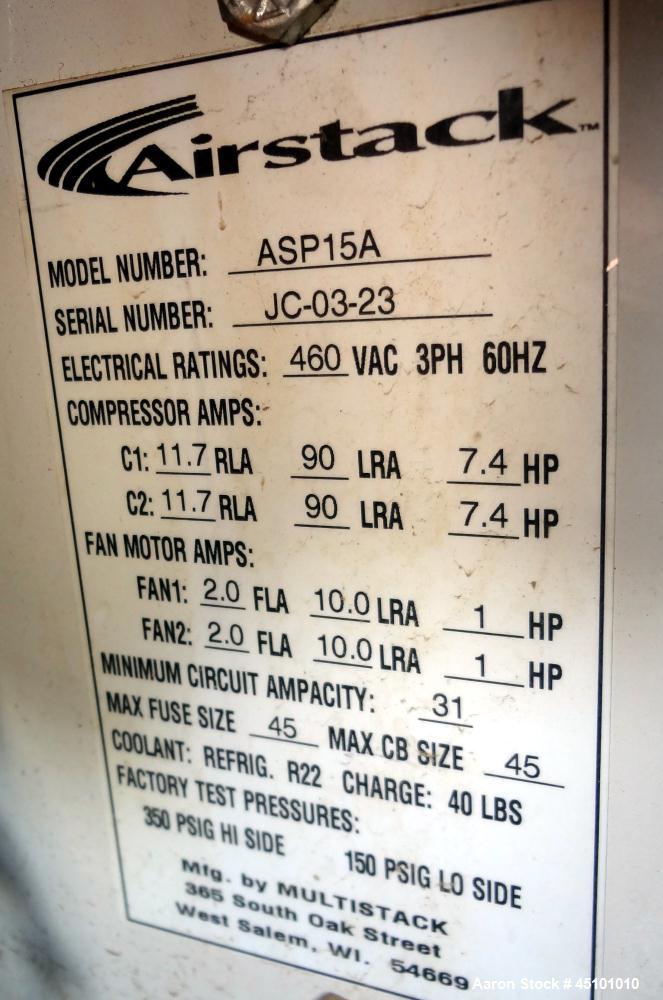 Airstack™
MODEL NUMBER: ASP15A
SERIAL NUMBER: JC-03-23
ELECTRICAL RATINGS: 460 VAC 3PH 60HZ
COMPRESSOR AMPS:
C1: 11.7 RLA 90 LRA 7.4 HP
C2: 11.7 RLA 90 LRA 7.4 HP
FAN MOTOR AMPS:
FAN1: 2.0 FLA 10.0 LRA 1 HP
FAN2: 2.0 FLA 10.0 LRA 1 HP
MINIMUM CIRCUIT AMPACITY: 31
MAX FUSE SIZE 45 MAX CB SIZE 45
COOLANT: REFRIG. R22 CHARGE: 40 LBS
FACTORY TEST PRESSURES:
350 PSIG HI SIDE 150 PSIG LO SIDE
Mfg. by MULTISTACK
365 South Oak Street
West Salem, WI. 54669
Aaron Stock # 45101010